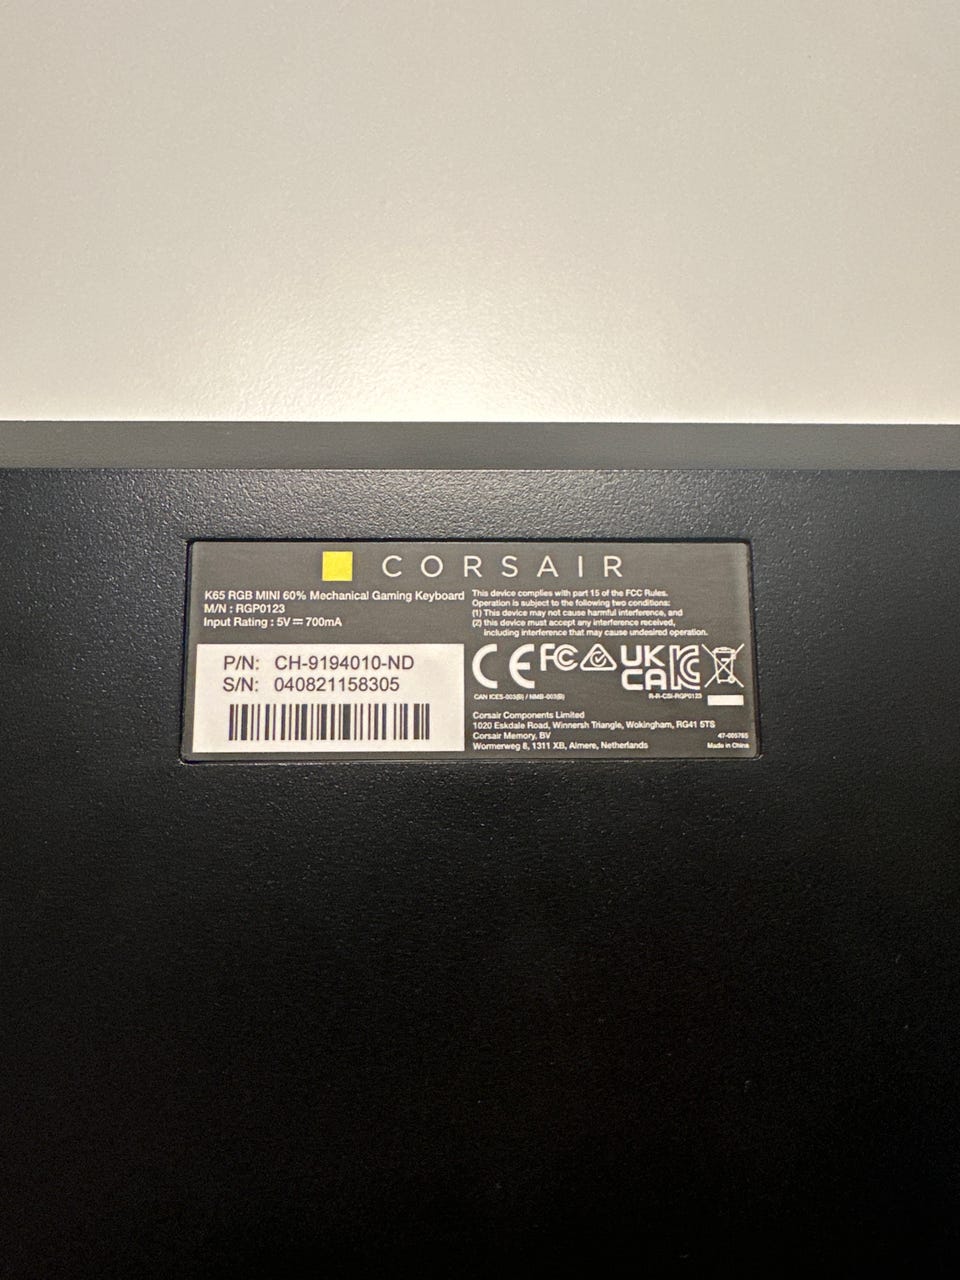 CORSAIR
K65 RGB MINI 60% Mechanical Gaming Keyboard
M/N : RGP0123
Input Rating : 5V⎓700mA
P/N: CH-9194010-ND
S/N: 040821158305
This device complies with part 15 of the FCC Rules.
Operation is subject to the following two conditions:
(1) This device may not cause harmful interference, and
(2) this device must accept any interference received,
including interference that may cause undesired operation.
CE FC UK
CA
CAN ICES-003(B) / NMB-003(B)
R-R-CSI-RGP0123
Corsair Components Limited
1020 Eskdale Road, Winnersh Triangle, Wokingham, RG41 5TS
Corsair Memory, BV
Wormerweg 8, 1311 XB, Almere, Netherlands
47-005765
Made in China